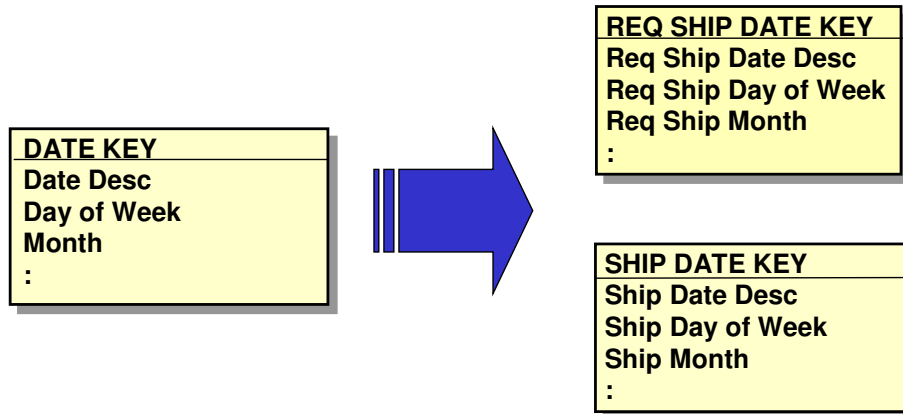 DATE KEY
Date Desc
Day of Week
Month
:
REQ SHIP DATE KEY
Req Ship Date Desc
Req Ship Day of Week
Req Ship Month
:
SHIP DATE KEY
Ship Date Desc
Ship Day of Week
Ship Month
: